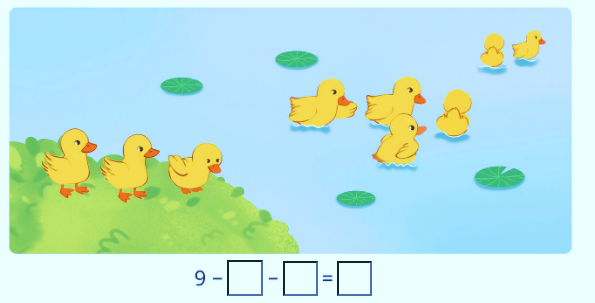 9 − □ − □ = □